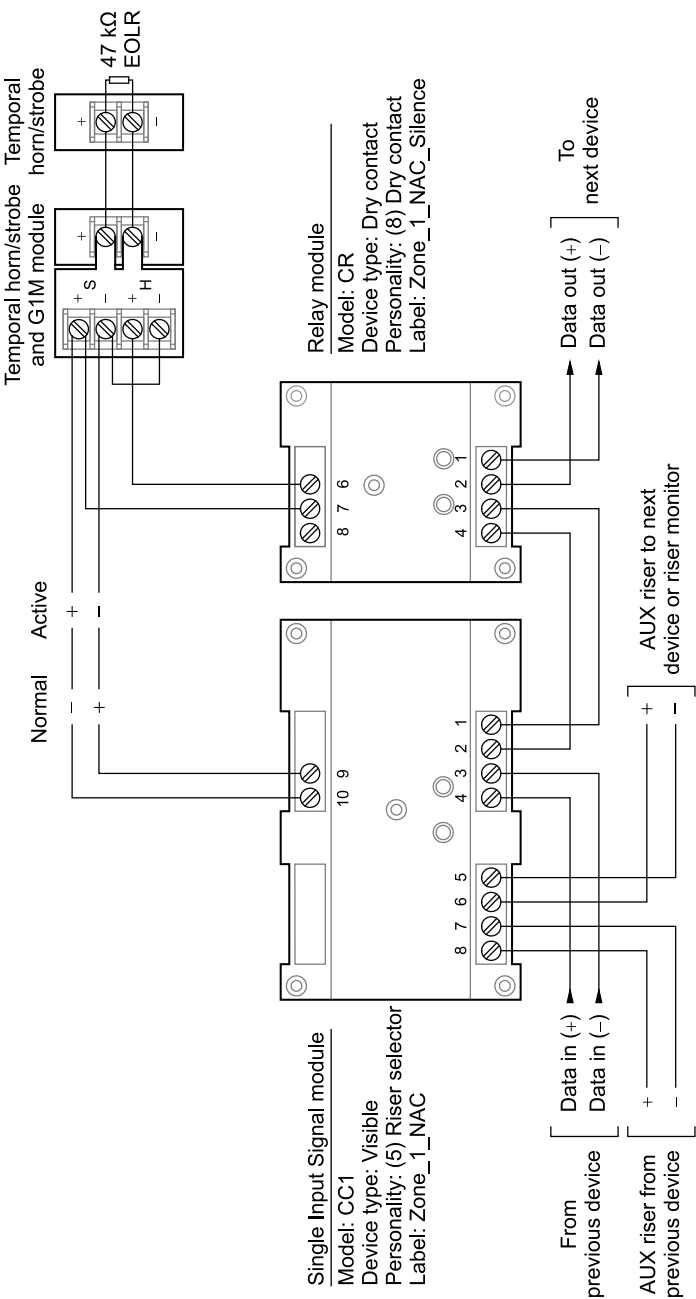 Temporal horn/strobe
and G1M module
Temporal
horn/strobe
47 kΩ
EOLR
+
S
−
+
H
−
+
−
+
−
Normal
Active
−
+
+
−
Single Input Signal module
Model: CC1
Device type: Visible
Personality: (5) Riser selector
Label: Zone_1_NAC
10
9
8
7
6
5
4
3
2
1
Relay module
Model: CR
Device type: Dry contact
Personality: (8) Dry contact
Label: Zone_1_NAC_Silence
8
7
6
4
3
2
1
From
previous device
Data in (+)
Data in (−)
Data out (+)
Data out (−)
To
next device
AUX riser from
previous device
+
−
+
−
AUX riser to next
device or riser monitor